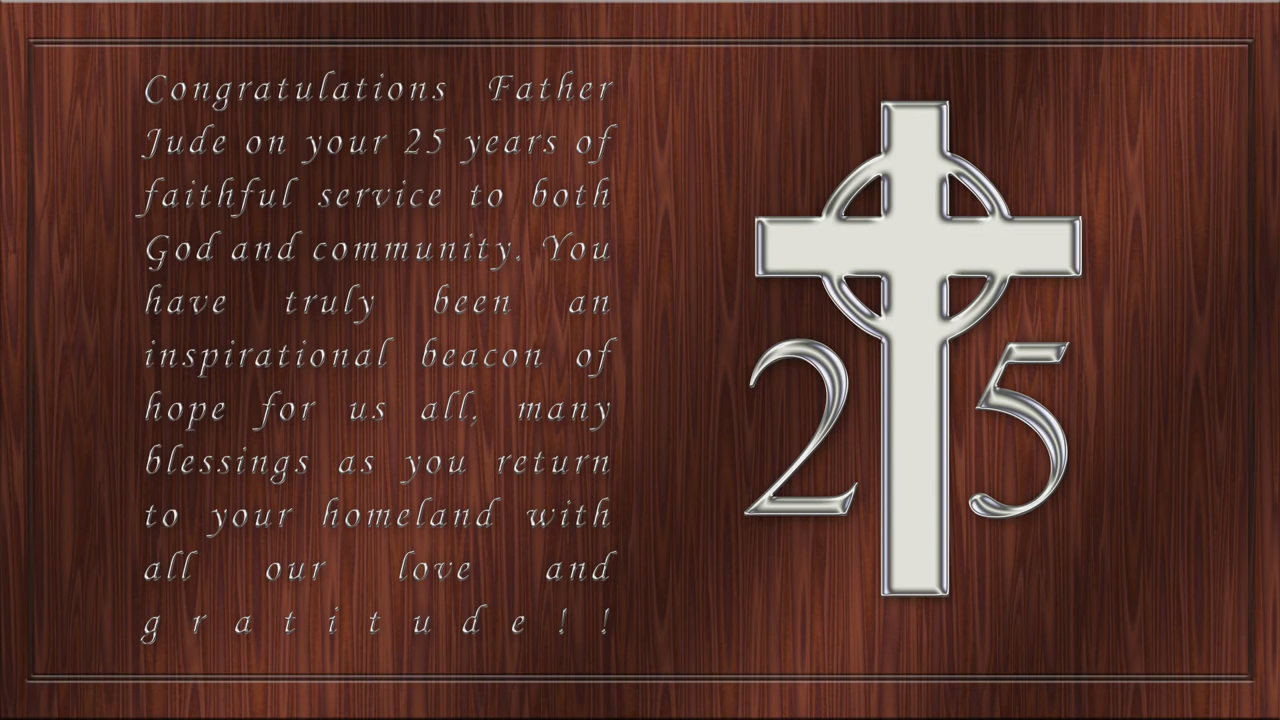 Congratulations Father
Jude on your 25 years of
faithful service to both
God and community. You
have truly been an
inspirational beacon of
hope for us all, many
blessings as you return
to your homeland with
all our love and
gratitude!!
25